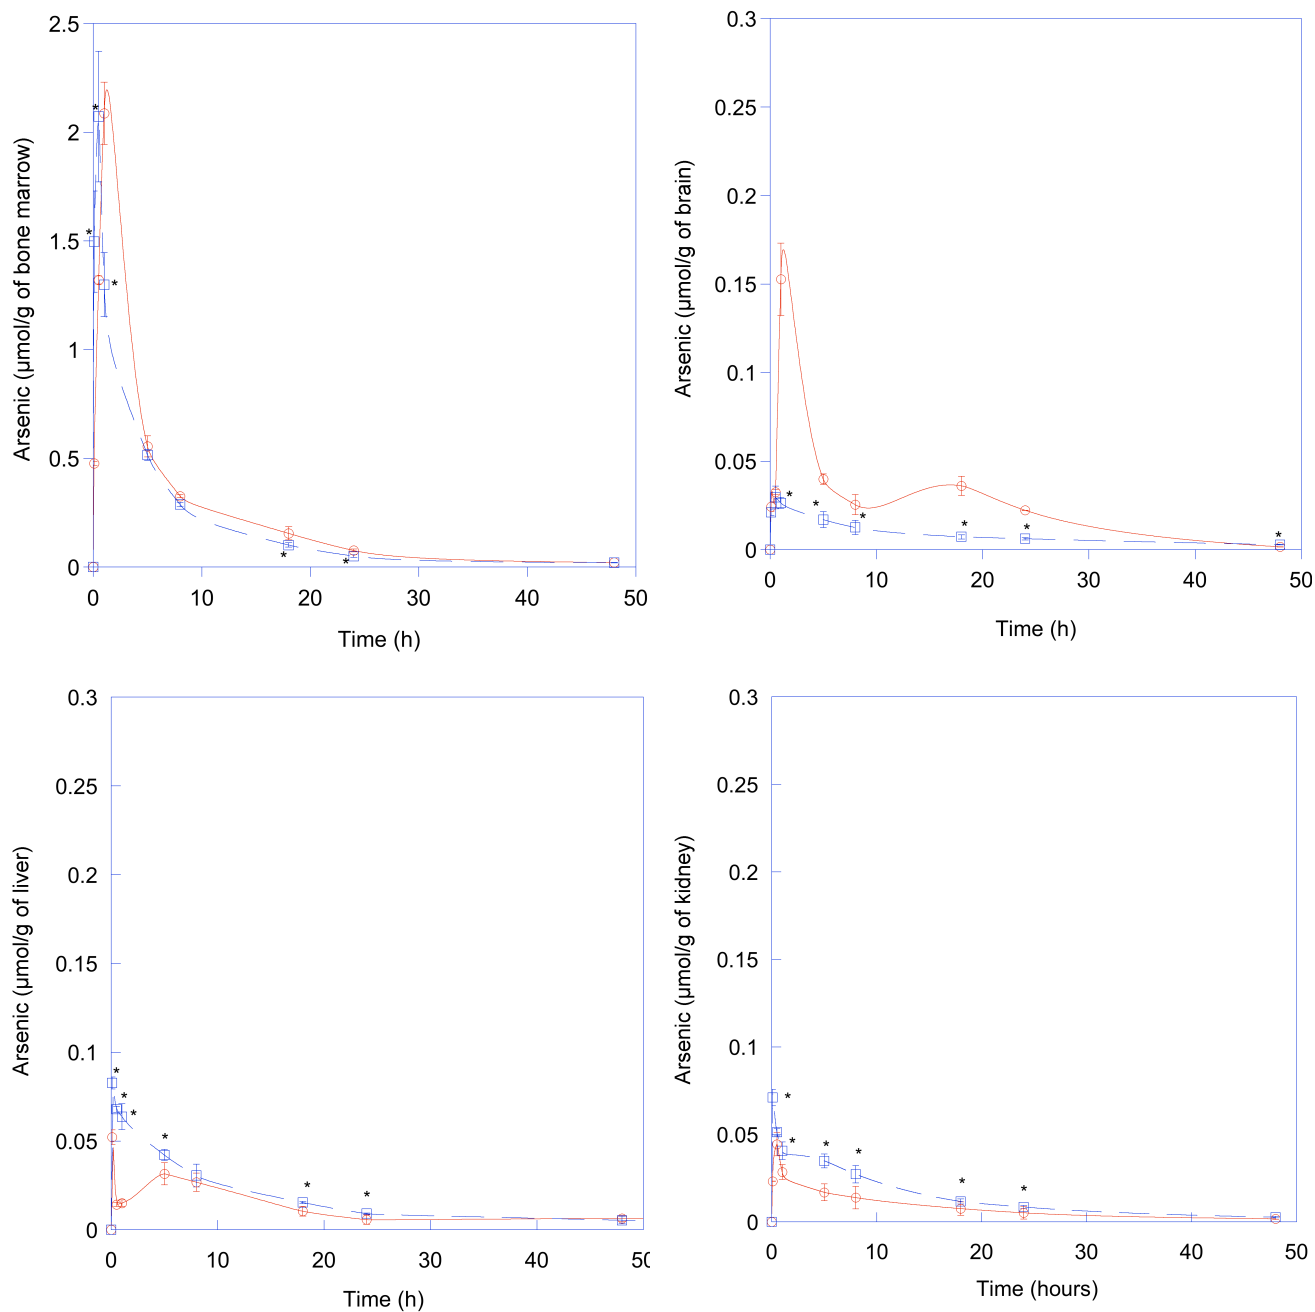 2.5
2
1.5
1
0.5
0
Arsenic (µmol/g of bone marrow)
* * *
* *
0 10 20 30 40 50
Time (h)
0.3
0.25
0.2
0.15
0.1
0.05
0
Arsenic (µmol/g of brain)
* * * * * *
0 10 20 30 40 50
Time (h)
0.3
0.25
0.2
0.15
0.1
0.05
0
Arsenic (µmol/g of liver)
* * * * * *
0 10 20 30 40 50
Time (h)
0.3
0.25
0.2
0.15
0.1
0.05
0
Arsenic (µmol/g of kidney)
* * * * * *
0 10 20 30 40 50
Time (hours)